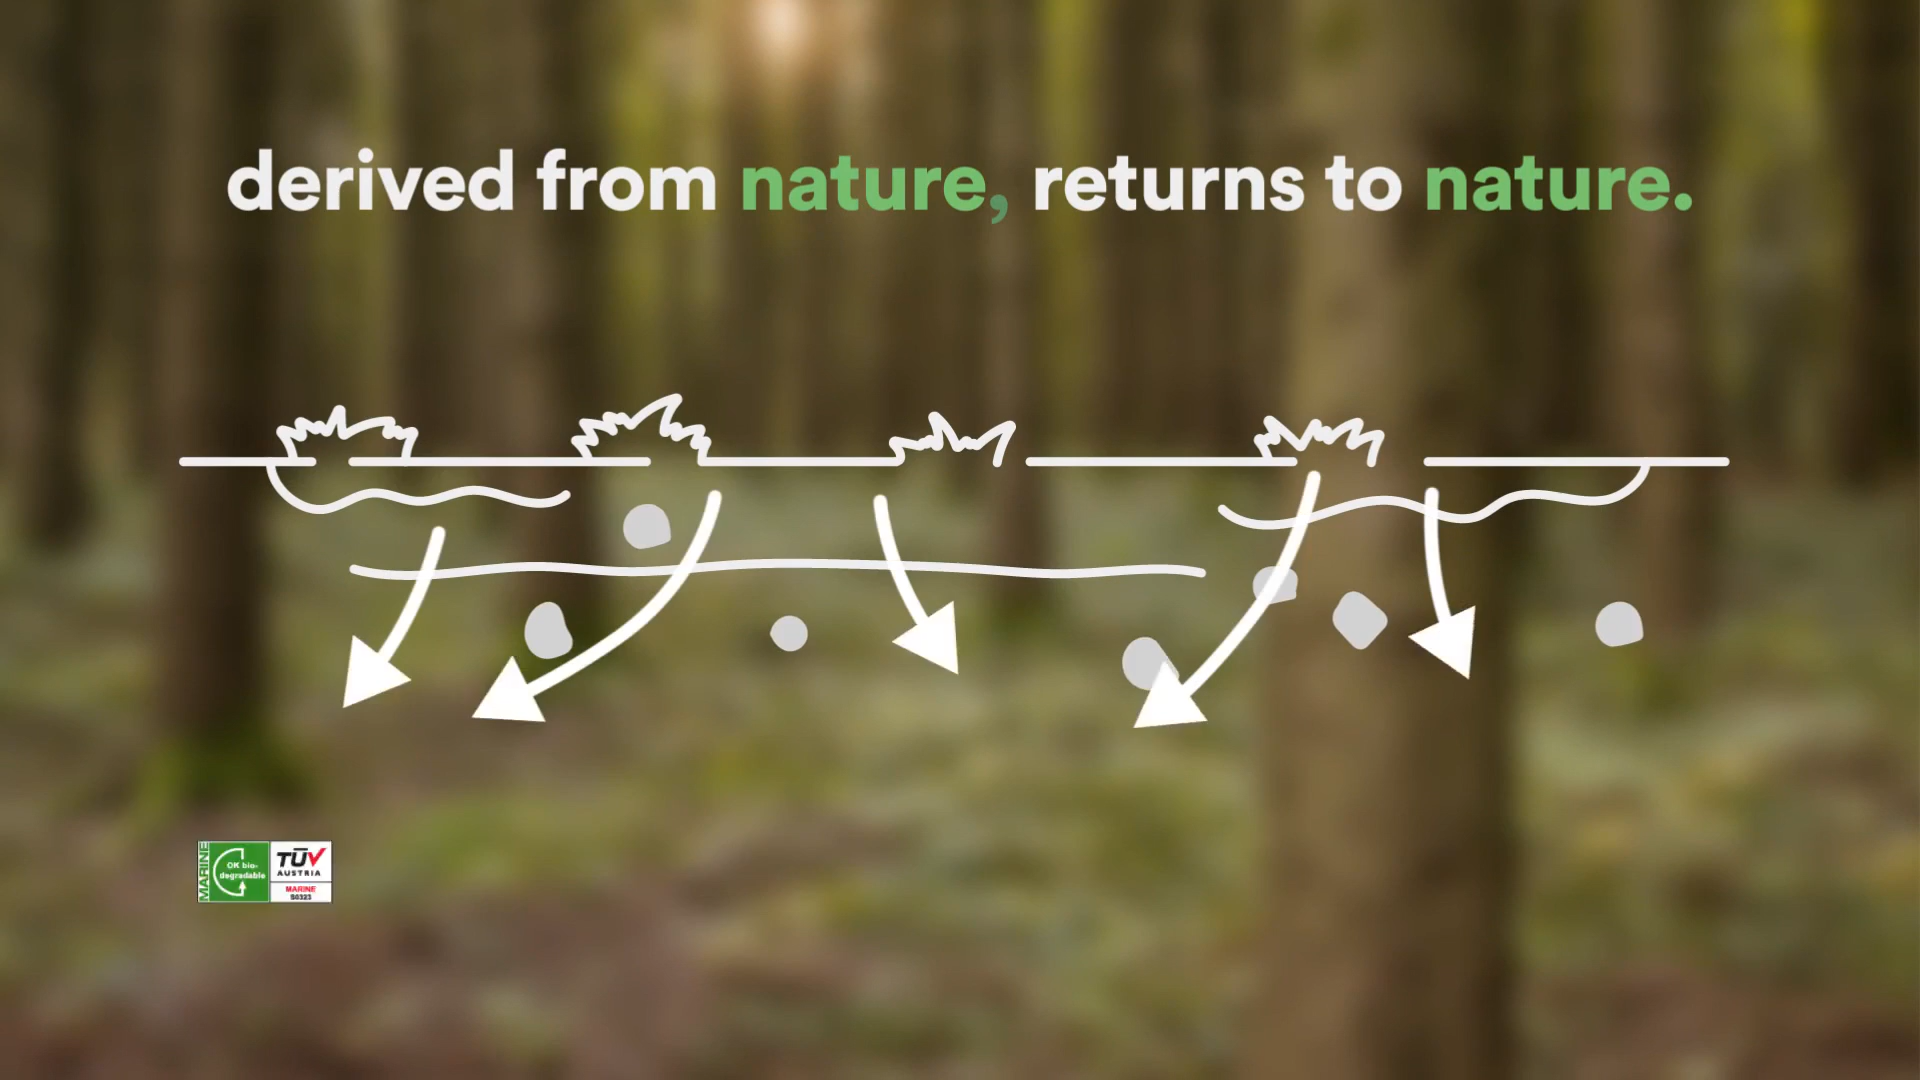 derived from nature, returns to nature.
MARINE
OK bio-
degradable
TÜV
AUSTRIA
MARINE
S0323